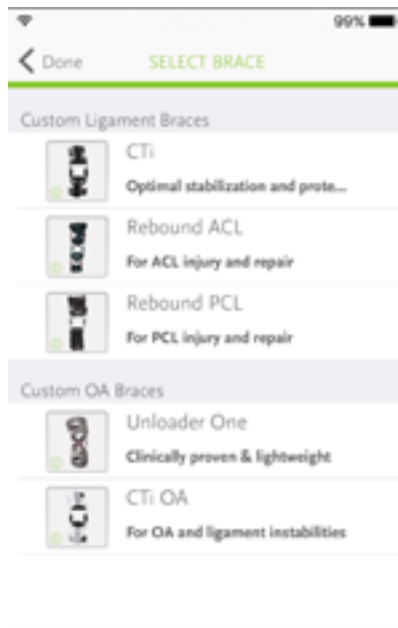 99%
Done
SELECT BRACE
Custom Ligament Braces
CTi
Optimal stabilization and prote...
Rebound ACL
For ACL injury and repair
Rebound PCL
For PCL injury and repair
Custom OA Braces
Unloader One
Clinically proven & lightweight
CTi OA
For OA and ligament instabilities